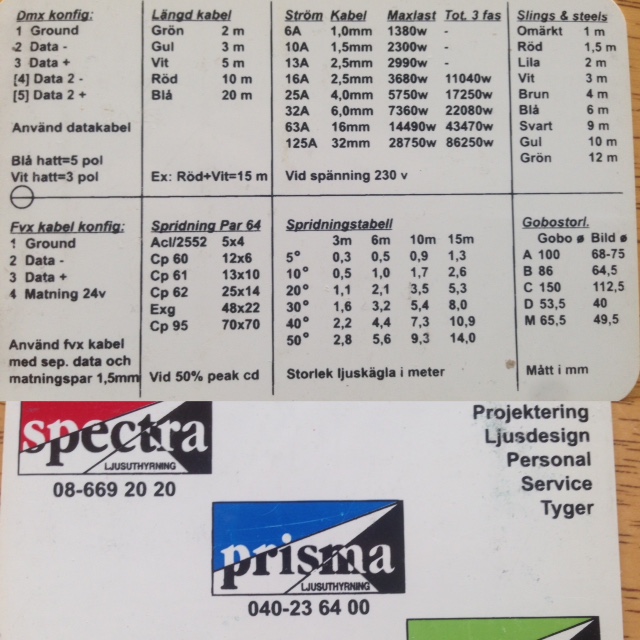 Dmx konfig:
1 Ground
2 Data -
3 Data +
[4] Data 2 -
[5] Data 2 +
Använd datakabel
Blå hatt=5 pol
Vit hatt=3 pol
Längd kabel
Grön 2 m
Gul 3 m
Vit 5 m
Röd 10 m
Blå 20 m
Ex: Röd+Vit=15 m
Ström Kabel Maxlast Tot. 3 fas
6A 1,0mm 1380w -
10A 1,5mm 2300w -
13A 2,5mm 2990w -
16A 2,5mm 3680w 11040w
25A 4,0mm 5750w 17250w
32A 6,0mm 7360w 22080w
63A 16mm 14490w 43470w
125A 32mm 28750w 86250w
Vid spänning 230 v
Slings & steels
Omärkt 1 m
Röd 1,5 m
Lila 2 m
Vit 3 m
Brun 4 m
Blå 6 m
Svart 9 m
Gul 10 m
Grön 12 m
Fvx kabel konfig:
1 Ground
2 Data -
3 Data +
4 Matning 24v
Använd fvx kabel
med sep. data och
matningspar 1,5mm
Spridning Par 64
Acl/2552 5x4
Cp 60 12x6
Cp 61 13x10
Cp 62 25x14
Exg 48x22
Cp 95 70x70
Vid 50% peak cd
Spridningstabell
3m 6m 10m 15m
5° 0,3 0,5 0,9 1,3
10° 0,5 1,0 1,7 2,6
20° 1,1 2,1 3,5 5,3
30° 1,6 3,2 5,4 8,0
40° 2,2 4,4 7,3 10,9
50° 2,8 5,6 9,3 14,0
Storlek ljuskägla i meter
Gobostorl.
Gobo ø Bild ø
A 100 68-75
B 86 64,5
C 150 112,5
D 53,5 40
M 65,5 49,5
Mått i mm
spectra
LJUSUTHYRNING
08-669 20 20
Projektering
Ljusdesign
Personal
Service
Tyger
prisma
LJUSUTHYRNING
040-23 64 00